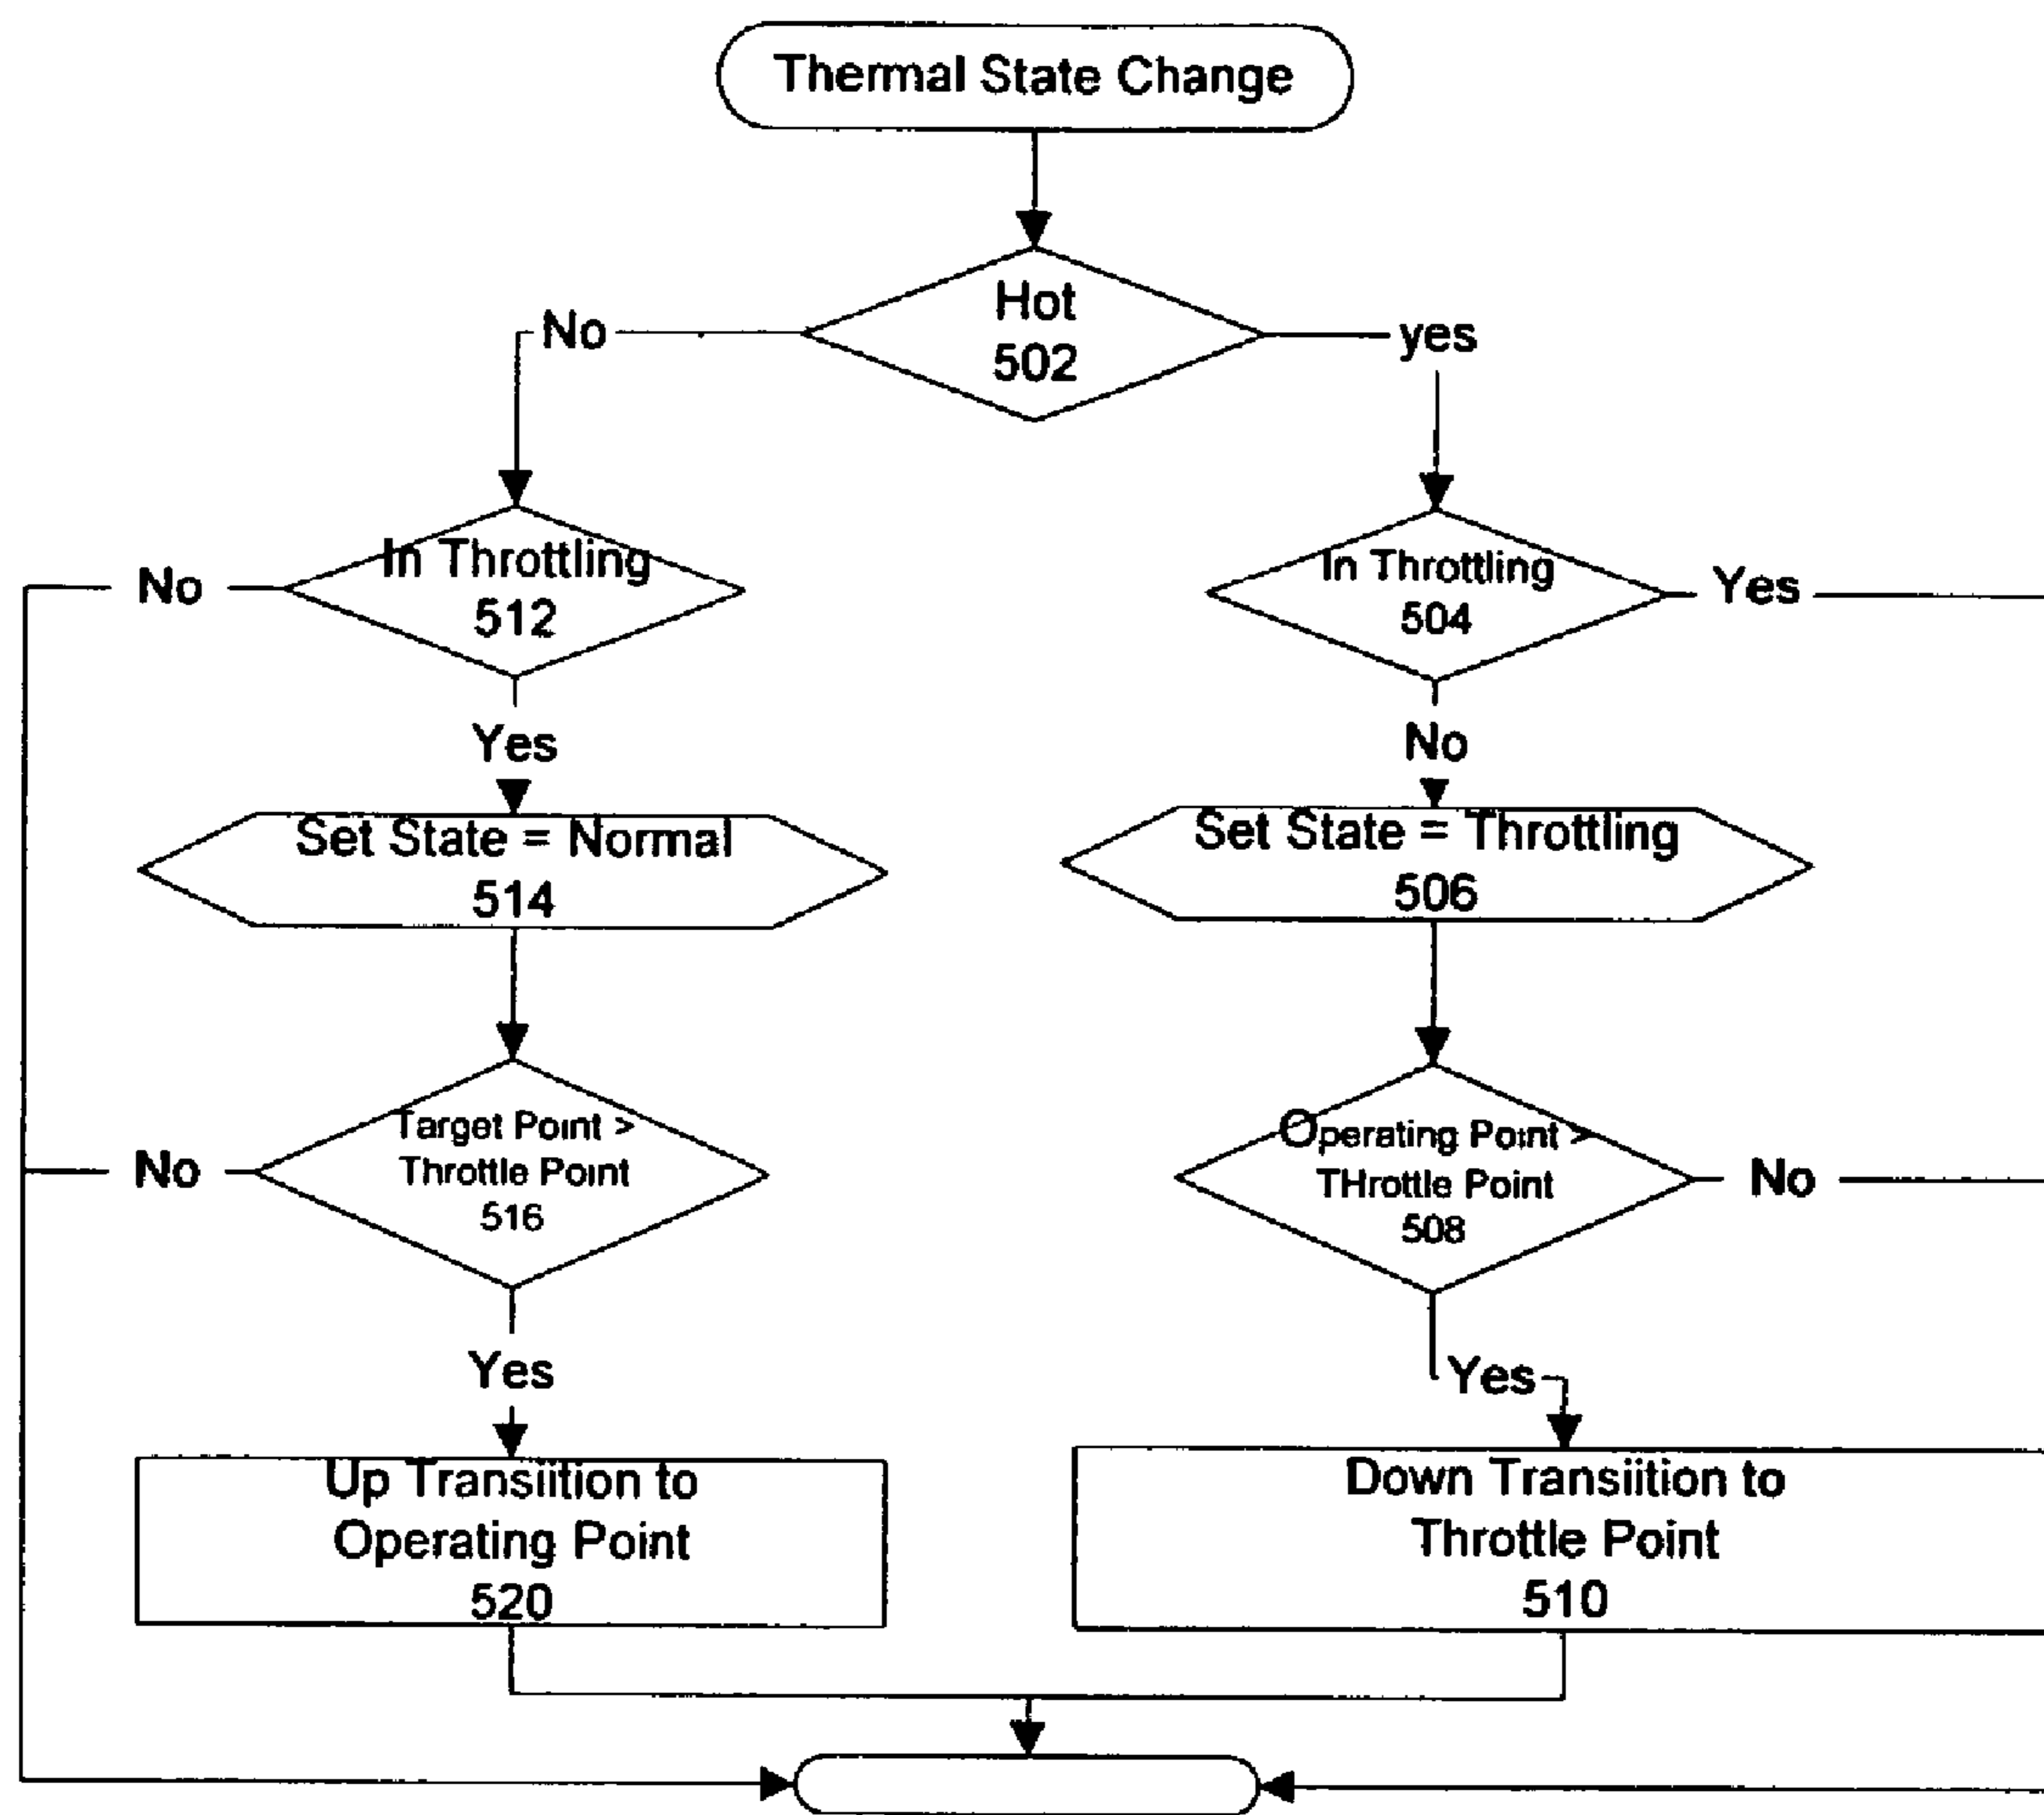 Thermal State Change
Hot
502
No
yes
In Throttling
512
No
Yes
In Throttling
504
Yes
No
Set State = Normal
514
Set State = Throttling
506
Target Point >
Throttle Point
516
No
Yes
Operating Point >
THrottle Point
508
No
Yes
Up Transiition to
Operating Point
520
Down Transiition to
Throttle Point
510